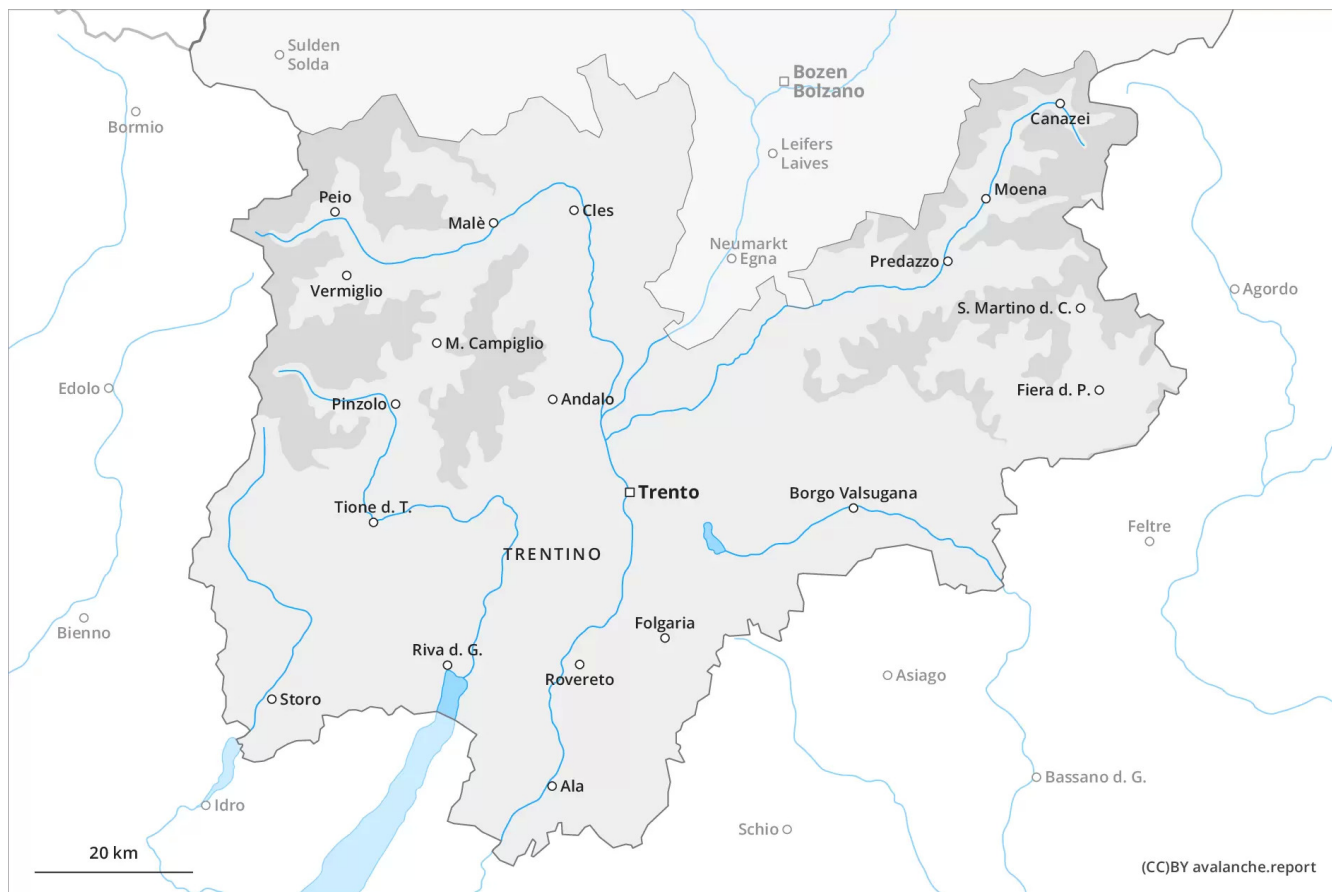 Sulden
Solda
Bozen
Bolzano
Bormio
Canazei
Leifers
Laives
Peio
Moena
Malè
Cles
Neumarkt
Egna
Predazzo
Vermiglio
Agordo
S. Martino d. C.
M. Campiglio
Edolo
Fiera d. P.
Pinzolo
Andalo
Trento
Borgo Valsugana
Tione d. T.
Feltre
TRENTINO
Bienno
Folgaria
Riva d. G.
Asiago
Rovereto
Storo
Bassano d. G.
Ala
Idro
Schio
20 km
(CC)BY avalanche.report